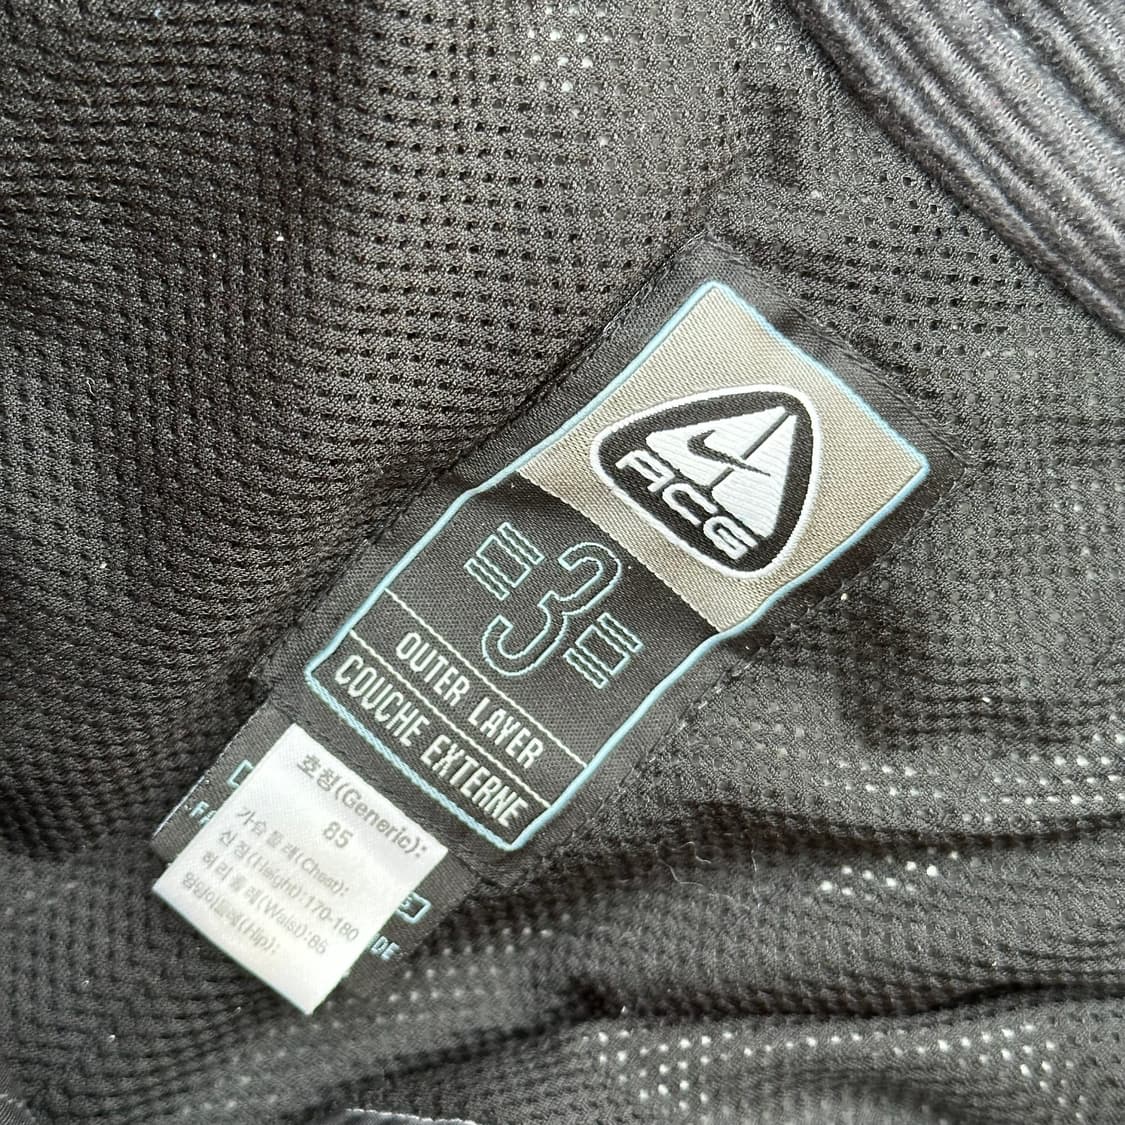 ACG
3
OUTER LAYER
COUCHE EXTERNE
호칭(Generic):
85
가슴둘레(Chest):
신장(Height):170-180
허리둘레(Waist):86
엉덩이둘레(Hip):
DE